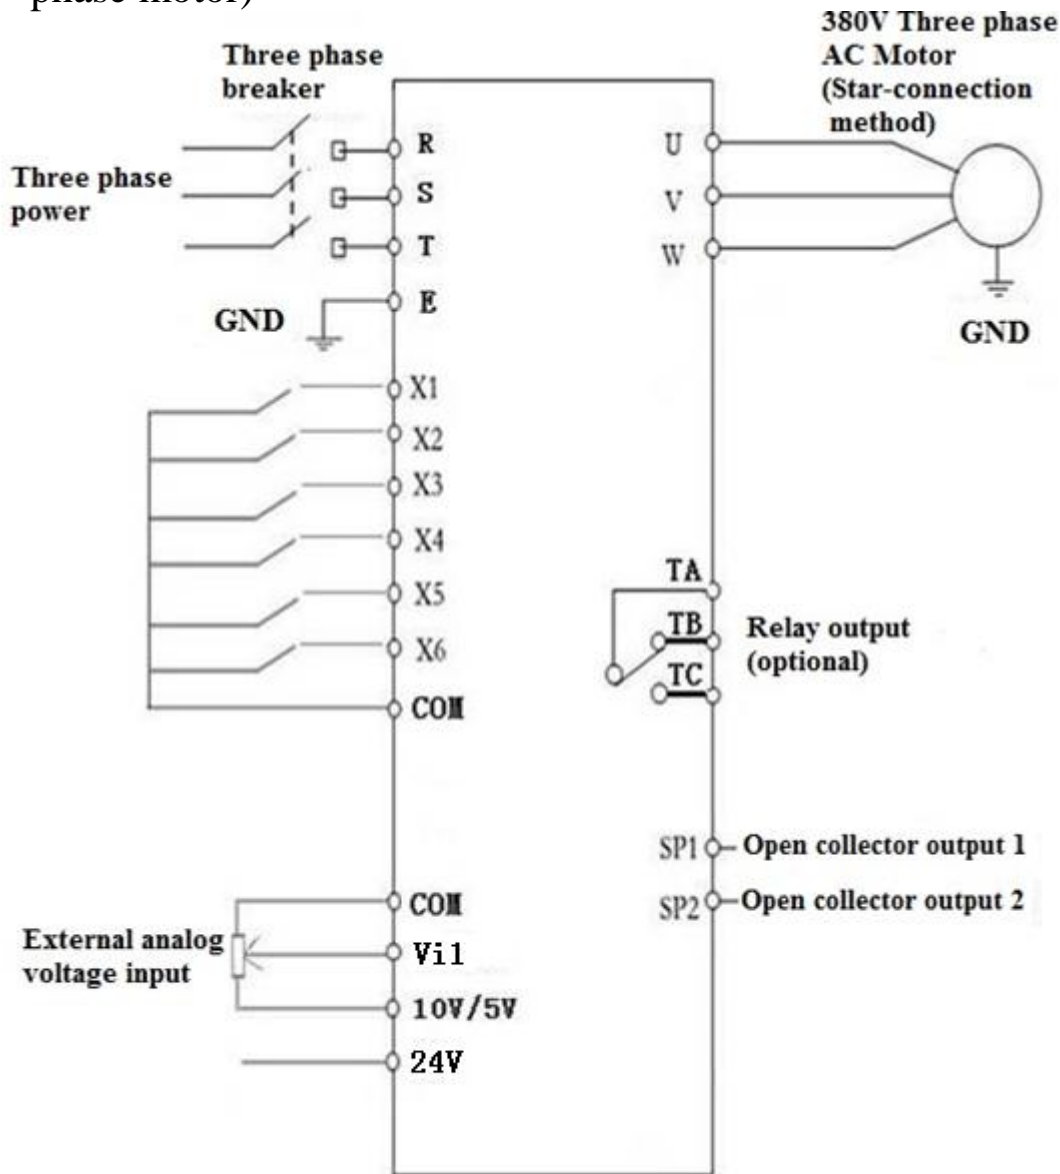 phase motor)
380V Three phase
AC Motor
(Star-connection
method)
Three phase
breaker
Three phase
power
R
S
T
E
GND
U
V
W
GND
X1
X2
X3
X4
X5
X6
COM
TA
TB
TC
Relay output
(optional)
SP1
Open collector output 1
SP2
Open collector output 2
External analog
voltage input
COM
Vi1
10V/5V
24V